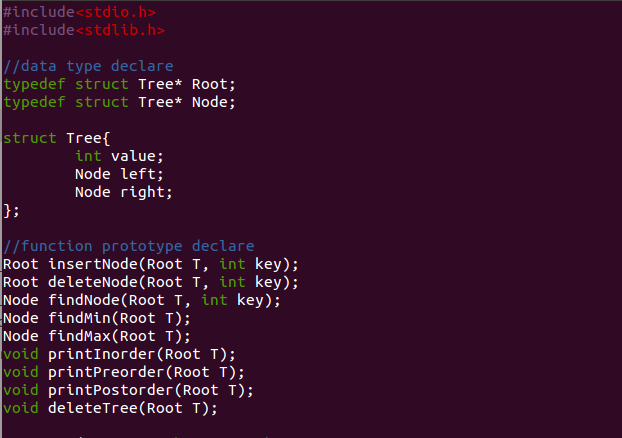 #include<stdio.h>
#include<stdlib.h>
//data type declare
typedef struct Tree* Root;
typedef struct Tree* Node;
struct Tree{
int value;
Node left;
Node right;
};
//function prototype declare
Root insertNode(Root T, int key);
Root deleteNode(Root T, int key);
Node findNode(Root T, int key);
Node findMin(Root T);
Node findMax(Root T);
void printInorder(Root T);
void printPreorder(Root T);
void printPostorder(Root T);
void deleteTree(Root T);